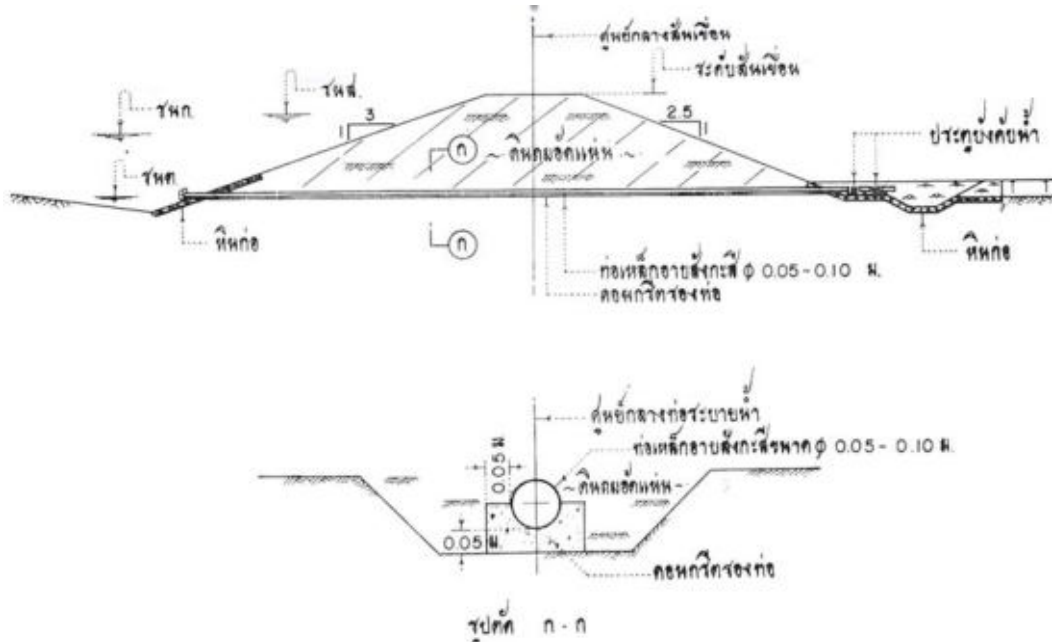 ศูนย์กลางสันเขื่อน
ระดับสันเขื่อน
รนส.
รนก.
3
1
2.5
1
ประตูบังคับน้ำ
ก
~ ดินถมอัดแน่น ~
รนต.
หินก่อ
ก
หินก่อ
ท่อเหล็กอาบสังกะสี φ 0.05-0.10 ม.
คอนกรีตรองท่อ
ศูนย์กลางท่อระบายน้ำ
ท่อเหล็กอาบสังกะสีขนาด φ 0.05-0.10 ม.
0.05 ม
~ดินถมอัดแน่น~
0.05 ม.
คอนกรีตรองท่อ
รูปตัด ก - ก